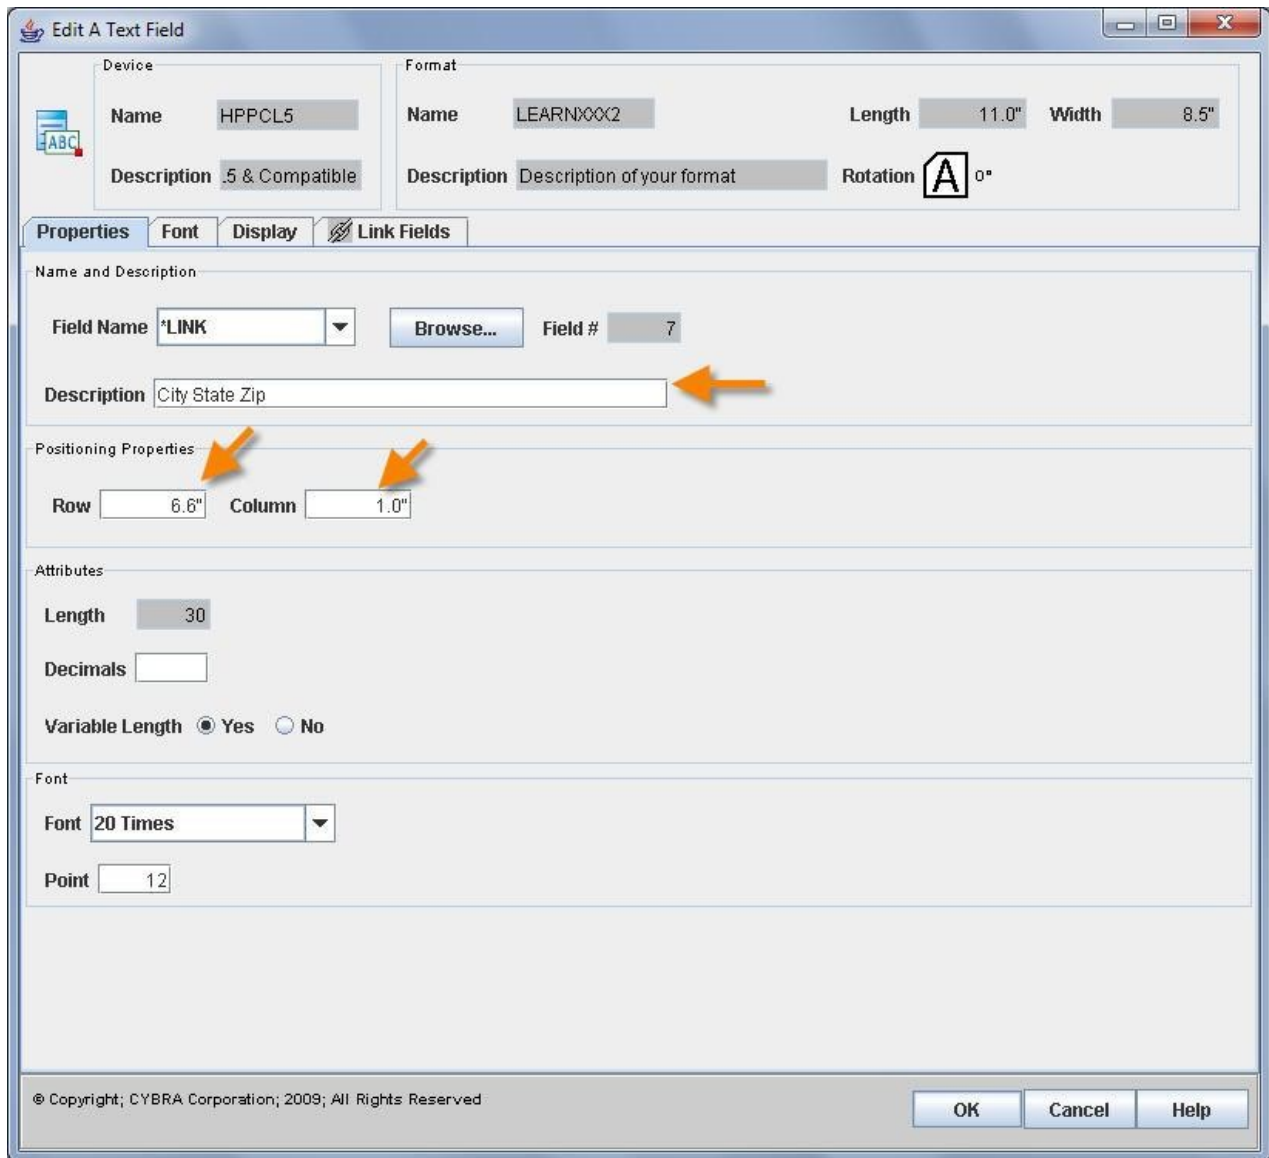 Edit A Text Field
Device
Format
Name HPPCL5
Name LEARNXXX2
Length 11.0"
Width 8.5"
ABC
Description .5 & Compatible
Description Description of your format
Rotation A 0°
Properties
Font
Display
Link Fields
Name and Description
Field Name *LINK
Browse...
Field # 7
Description City State Zip
Positioning Properties
Row 6.6"
Column 1.0"
Attributes
Length 30
Decimals
Variable Length Yes No
Font
Font 20 Times
Point 12
© Copyright; CYBRA Corporation; 2009; All Rights Reserved
OK
Cancel
Help